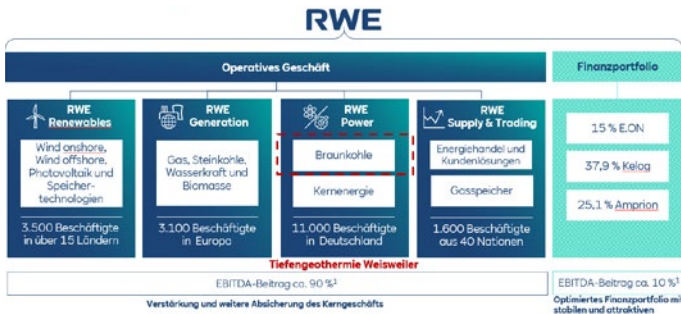 RWE
Operatives Geschäft
Finanzportfolio
RWE
Renewables
Wind onshore,
Wind offshore,
Photovoltaik und
Speicher-
technologien
3.500 Beschäftigte
in über 15 Ländern
RWE
Generation
Gas, Steinkohle,
Wasserkraft und
Biomasse
3.100 Beschäftigte
in Europa
RWE
Power
Braunkohle
Kernenergie
11.000 Beschäftigte
in Deutschland
RWE
Supply & Trading
Energiehandel und
Kundenlösungen
Gasspeicher
1.600 Beschäftigte
aus 40 Nationen
15 % E.ON
37,9 % Kelog
25,1 % Amprion
Tiefengeothermie Weisweiler
EBITDA-Beitrag ca. 90 %¹
EBITDA-Beitrag ca. 10 %¹
Verstärkung und weitere Absicherung des Kerngeschäfts
Optimiertes Finanzportfolio mit
stabilen und attraktiven